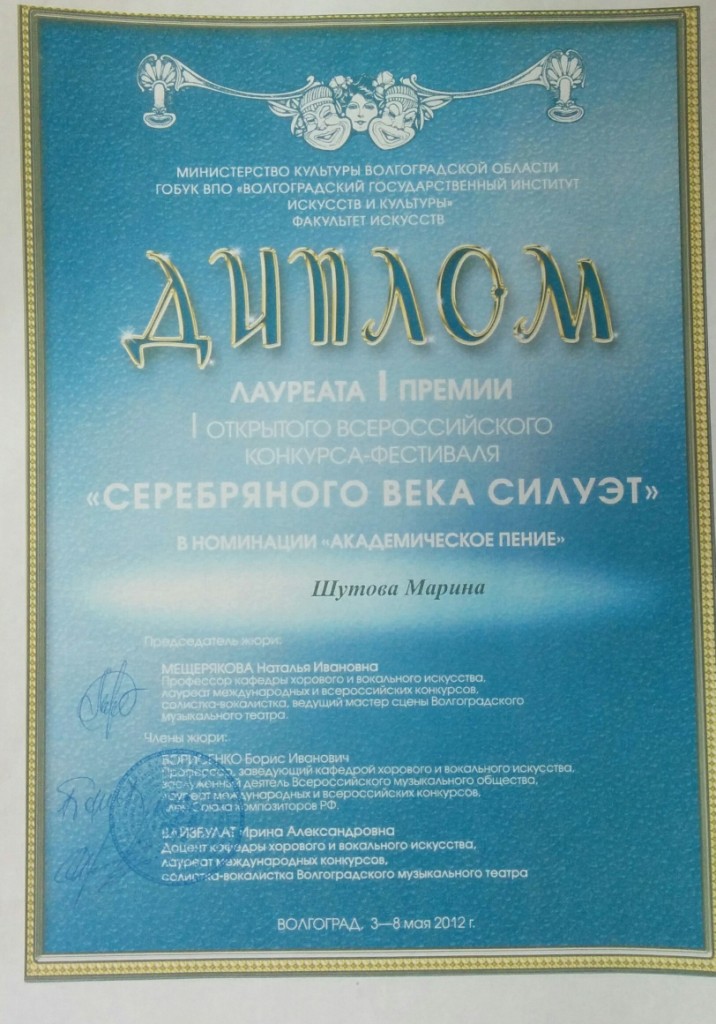 МИНИСТЕРСТВО КУЛЬТУРЫ ВОЛГОГРАДСКОЙ ОБЛАСТИ
ГОБУК ВПО «ВОЛГОГРАДСКИЙ ГОСУДАРСТВЕННЫЙ ИНСТИТУТ
ИСКУССТВ И КУЛЬТУРЫ»
ФАКУЛЬТЕТ ИСКУССТВ
ДИПЛОМ
ЛАУРЕАТА I ПРЕМИИ
I ОТКРЫТОГО ВСЕРОССИЙСКОГО
КОНКУРСА-ФЕСТИВАЛЯ
«СЕРЕБРЯНОГО ВЕКА СИЛУЭТ»
В НОМИНАЦИИ «АКАДЕМИЧЕСКОЕ ПЕНИЕ»
Шутова Марина
Председатель жюри:
МЕЩЕРЯКОВА Наталья Ивановна
Профессор кафедры хорового и вокального искусства,
лауреат международных и всероссийских конкурсов,
солистка-вокалистка, ведущий мастер сцены Волгоградского
музыкального театра.
Члены жюри:
Борис Иванович
Профессор, заведующий кафедрой хорового и вокального искусства,
заслуженный деятель Всероссийского музыкального общества,
лауреат международных и всероссийских конкурсов,
член Союза композиторов РФ.
Ирина Александровна
Доцент кафедры хорового и вокального искусства,
лауреат международных конкурсов,
солистка-вокалистка Волгоградского музыкального театра
ВОЛГОГРАД, 3—8 мая 2012 г.